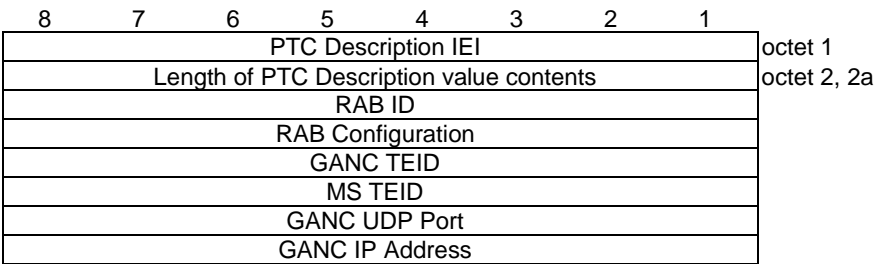 8 7 6 5 4 3 2 1
PTC Description IEI octet 1
Length of PTC Description value contents octet 2, 2a
RAB ID
RAB Configuration
GANC TEID
MS TEID
GANC UDP Port
GANC IP Address